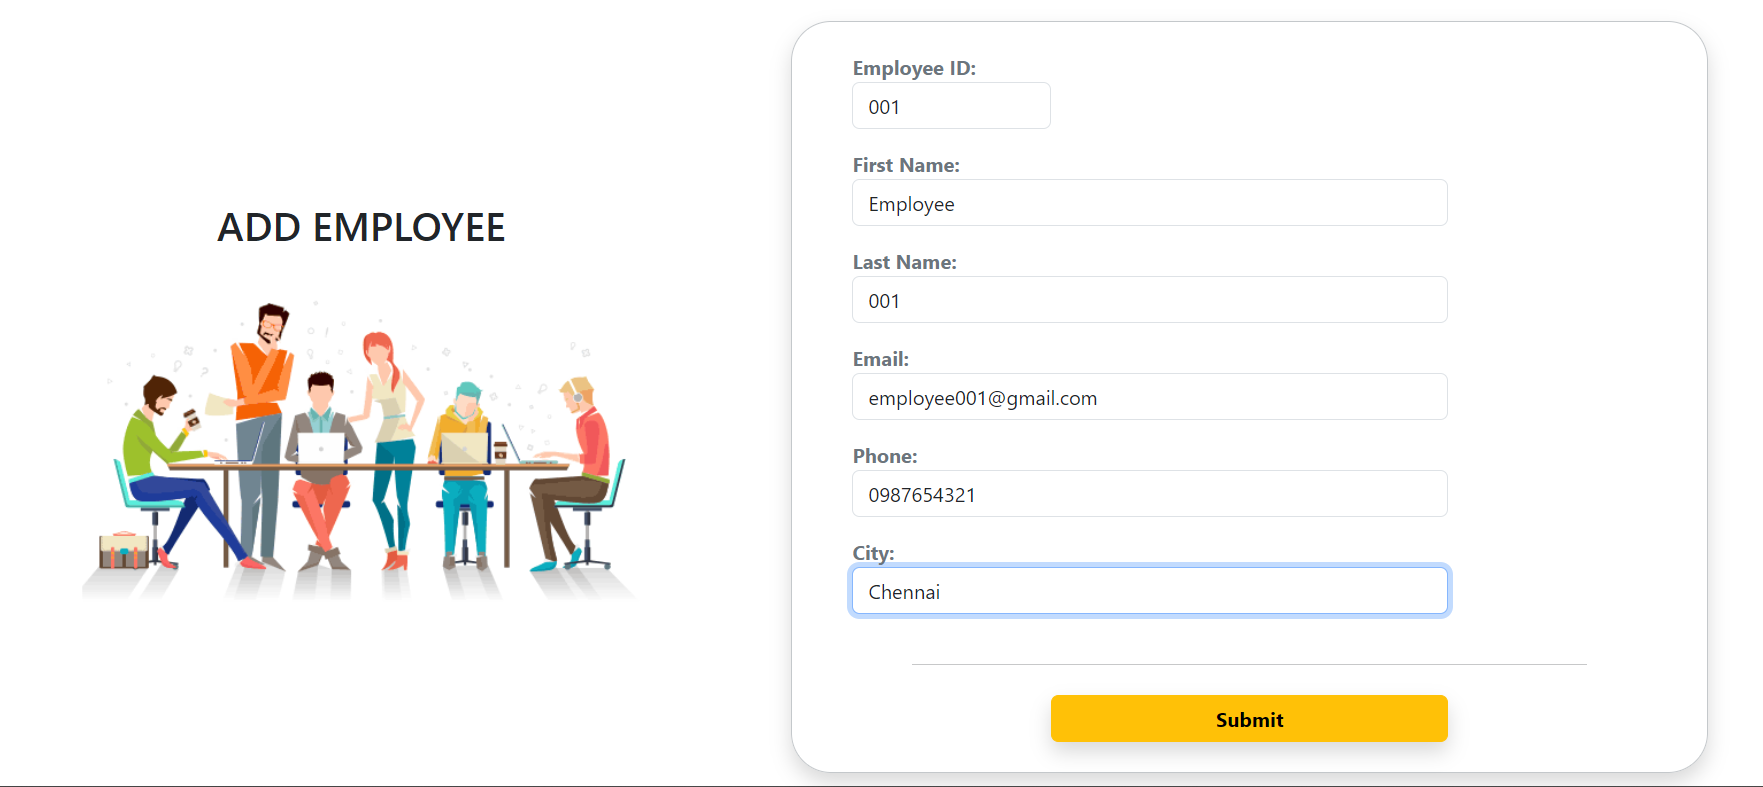 ADD EMPLOYEE
Employee ID:
001
First Name:
Employee
Last Name:
001
Email:
employee001@gmail.com
Phone:
0987654321
City:
Chennai
Submit